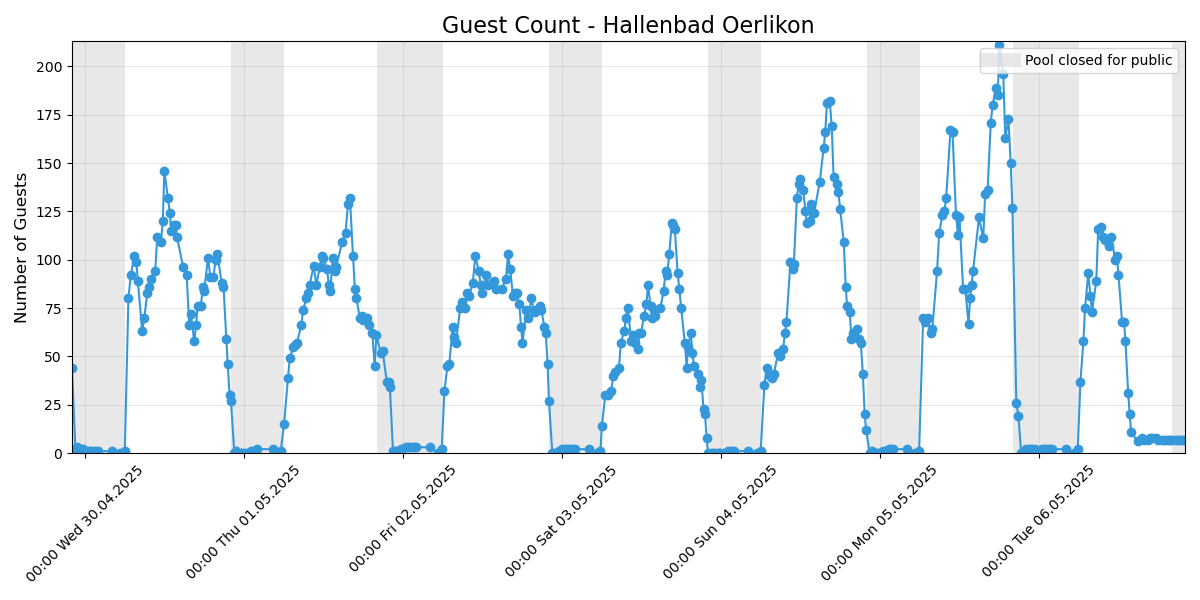 Guest Count - Hallenbad Oerlikon
Pool closed for public
Number of Guests
200
175
150
125
100
75
50
25
0
00:00 Wed 30.04.2025
00:00 Thu 01.05.2025
00:00 Fri 02.05.2025
00:00 Sat 03.05.2025
00:00 Sun 04.05.2025
00:00 Mon 05.05.2025
00:00 Tue 06.05.2025